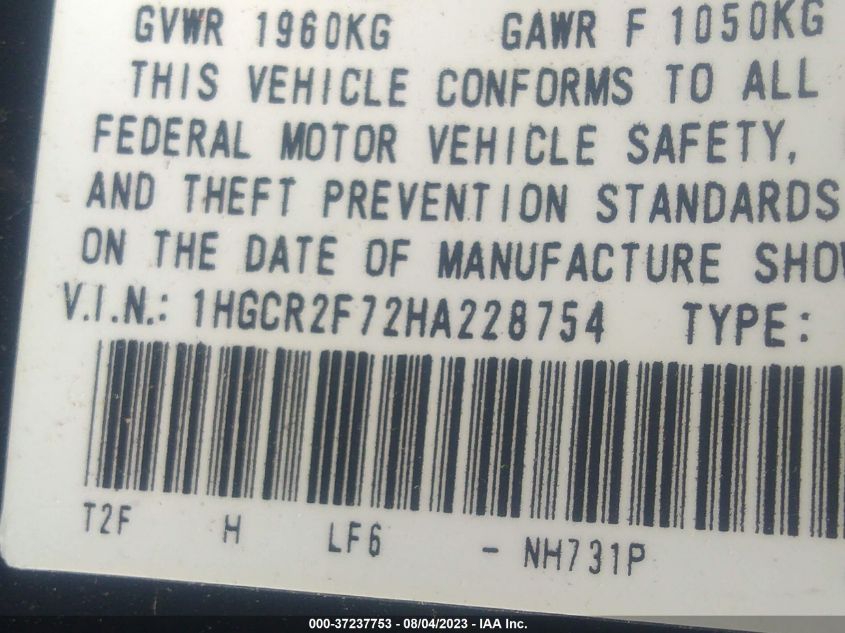 GVWR 1960KG GAWR F 1050KG
THIS VEHICLE CONFORMS TO ALL
FEDERAL MOTOR VEHICLE SAFETY,
AND THEFT PREVENTION STANDARDS
ON THE DATE OF MANUFACTURE SHO
V.I.N.: 1HGCR2F72HA228754 TYPE:
T2F H LF6 - NH731P
000-37237753 - 08/04/2023 - IAA Inc.